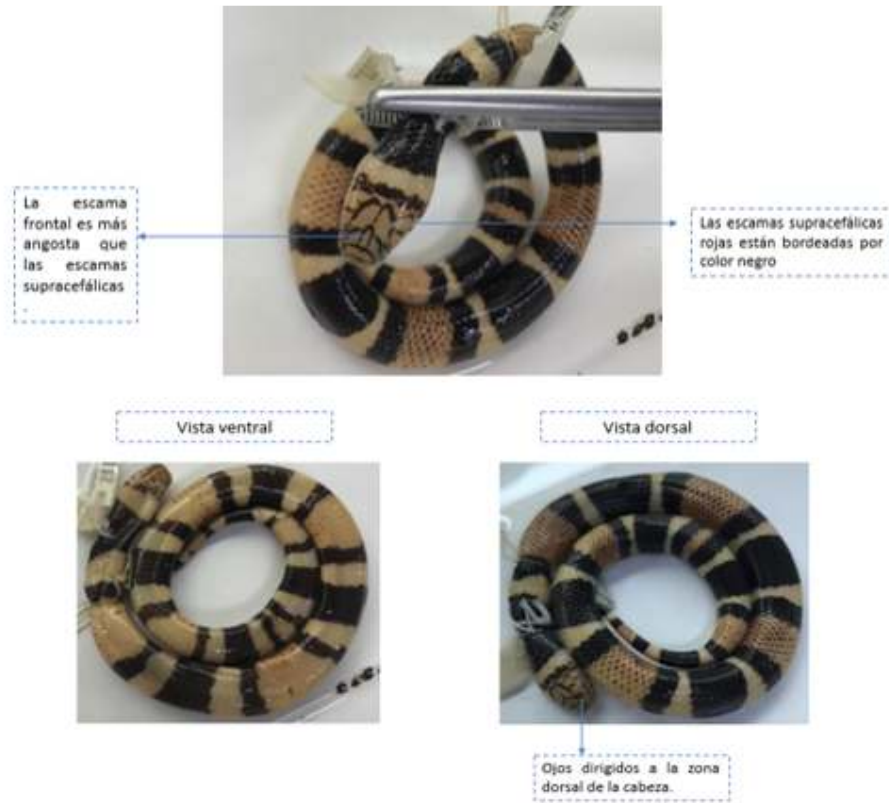 La escama
frontal es más
angosta que
las escamas
supracefálicas
.
Las escamas supracefálicas
rojas están bordeadas por
color negro
Vista ventral
Vista dorsal
Ojos dirigidos a la zona
dorsal de la cabeza.